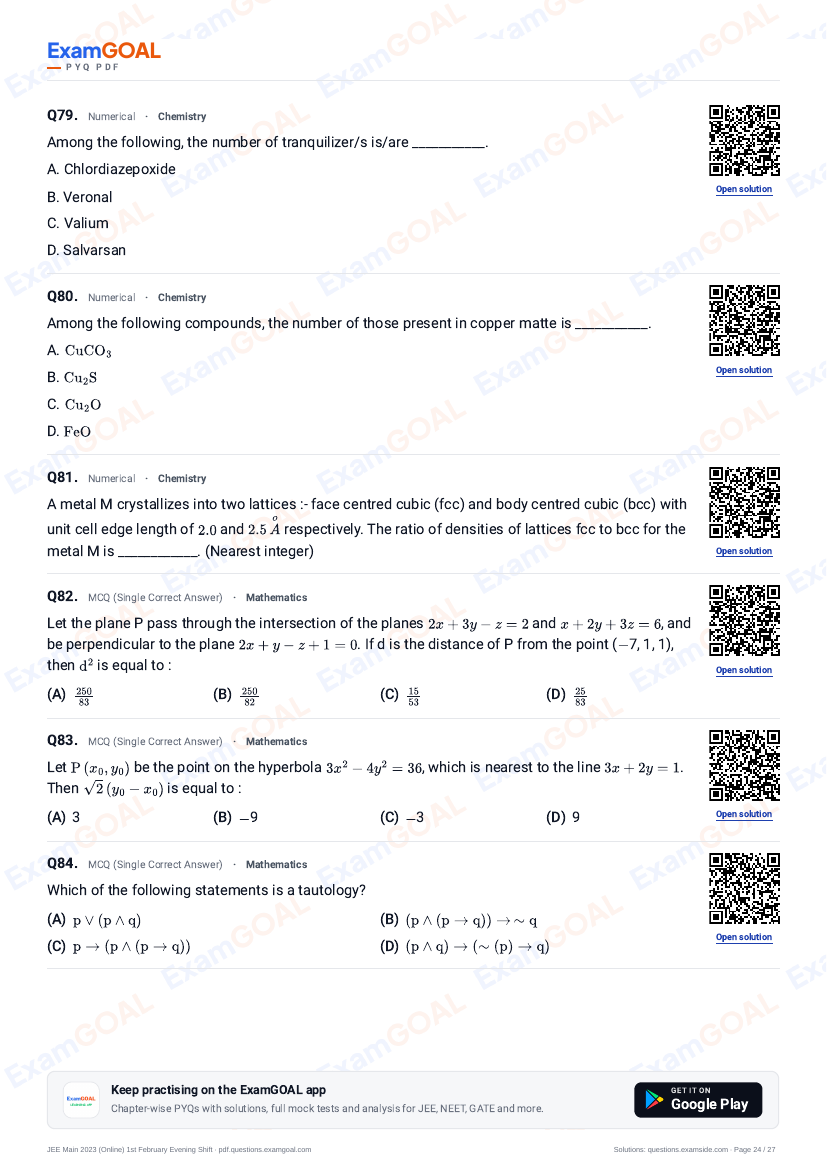 ExamGOAL
PYQ PDF
Q79. Numerical · Chemistry
Among the following, the number of tranquilizer/s is/are __________.
A. Chlordiazepoxide
B. Veronal
C. Valium
D. Salvarsan
Open solution
Q80. Numerical · Chemistry
Among the following compounds, the number of those present in copper matte is __________.
A. CuCO₃
B. Cu₂S
C. Cu₂O
D. FeO
Open solution
Q81. Numerical · Chemistry
A metal M crystallizes into two lattices :- face centred cubic (fcc) and body centred cubic (bcc) with
unit cell edge length of 2.0 and 2.5 Å respectively. The ratio of densities of lattices fcc to bcc for the
metal M is ___________. (Nearest integer)
Open solution
Q82. MCQ (Single Correct Answer) · Mathematics
Let the plane P pass through the intersection of the planes 2x + 3y − z = 2 and x + 2y + 3z = 6, and
be perpendicular to the plane 2x + y − z + 1 = 0. If d is the distance of P from the point (−7, 1, 1),
then d² is equal to :
(A) 250/83 (B) 250/82 (C) 15/53 (D) 25/83
Open solution
Q83. MCQ (Single Correct Answer) · Mathematics
Let P (x₀, y₀) be the point on the hyperbola 3x² − 4y² = 36, which is nearest to the line 3x + 2y = 1.
Then √2 (y₀ − x₀) is equal to :
(A) 3 (B) −9 (C) −3 (D) 9
Open solution
Q84. MCQ (Single Correct Answer) · Mathematics
Which of the following statements is a tautology?
(A) p ∨ (p ∧ q) (B) (p ∧ (p → q)) → ∼ q
(C) p → (p ∧ (p → q)) (D) (p ∧ q) → (∼ (p) → q)
Open solution
Keep practising on the ExamGOAL app
Chapter-wise PYQs with solutions, full mock tests and analysis for JEE, NEET, GATE and more.
GET IT ON
Google Play
JEE Main 2023 (Online) 1st February Evening Shift · pdf.questions.examgoal.com Solutions: questions.examside.com · Page 24 / 27